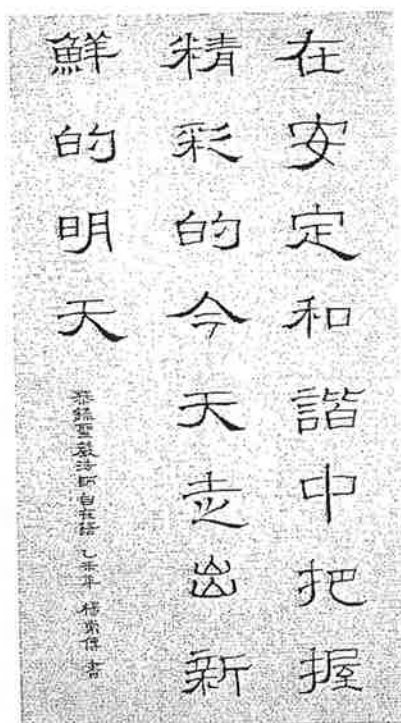 在安定和諧中把握
精彩的今天走出新
鮮的明天
恭錄聖嚴法師自在語 乙未年 楊 書